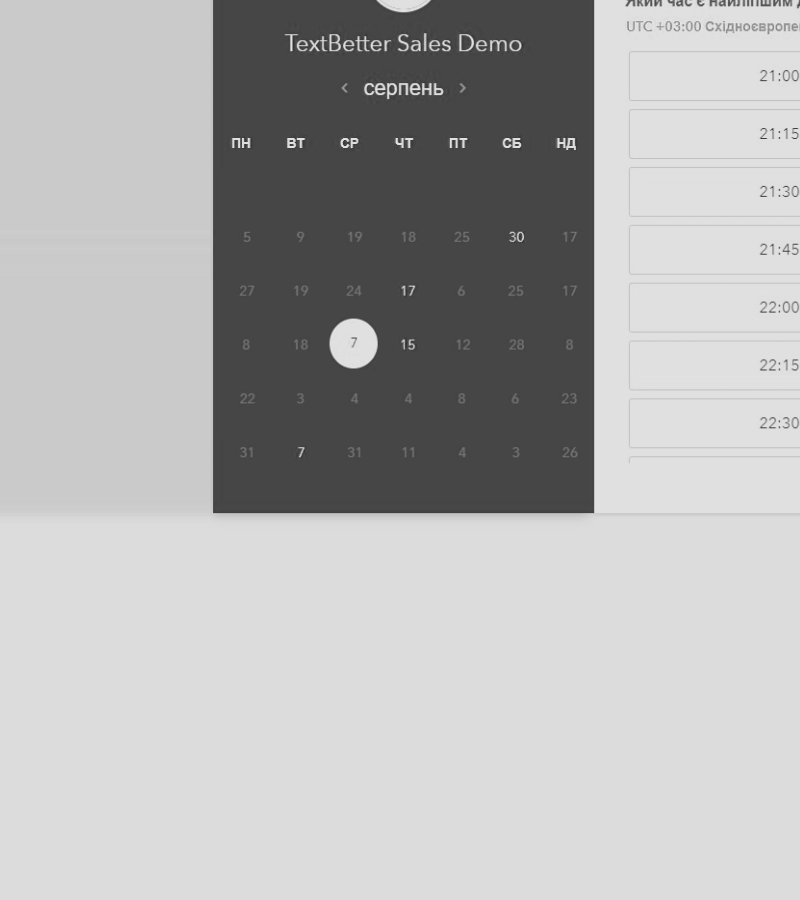 TextBetter Sales Demo
‹ серпень ›
ПН ВТ СР ЧТ ПТ СБ НД
5 9 19 18 25 30 17
27 19 24 17 6 25 17
8 18 7 15 12 28 8
22 3 4 4 8 6 23
31 7 31 11 4 3 26
Який час є найліпшим
UTC +03:00
21:00
21:15
21:30
21:45
22:00
22:15
22:30